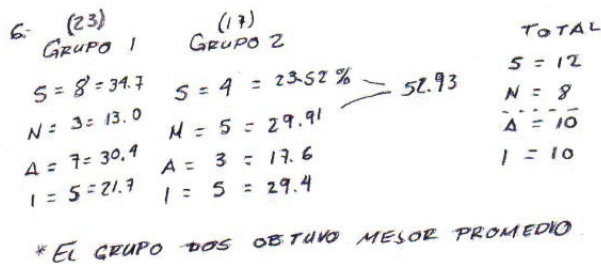 6.- (23) (17) TOTAL
GRUPO 1 GRUPO 2
S = 8 = 34.7 S = 4 = 23.52 % 52.93 S = 12
N = 3 = 13.0 N = 5 = 29.41 N = 8
A = 7 = 30.4 A = 3 = 17.6 A = 10
I = 5 = 21.7 I = 5 = 29.4 I = 10
* EL GRUPO DOS OBTUVO MEJOR PROMEDIO